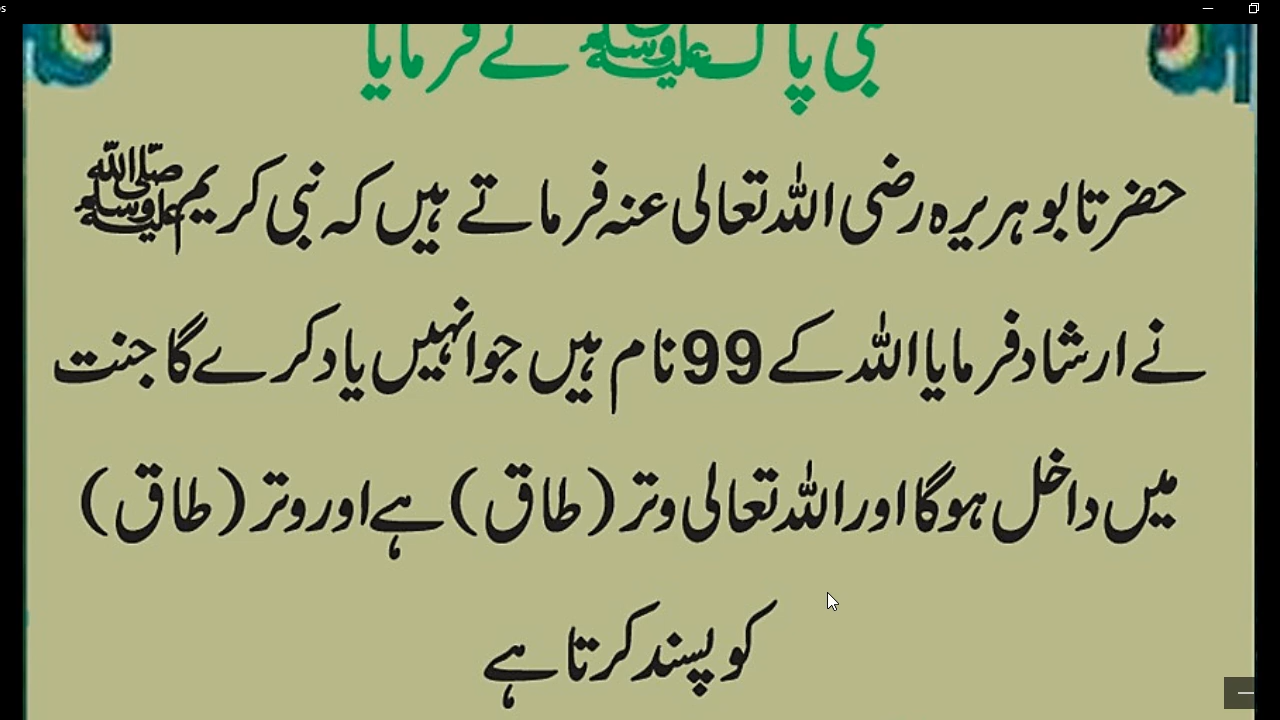 نبی پاک ﷺ نے فرمایا
حضرتا بو ہریرہ رضی اللہ تعالی عنہ فرماتے ہیں کہ نبی کریم ﷺ
نے ارشاد فرمایا اللہ کے 99 نام ہیں جو انہیں یاد کرے گا جنت
میں داخل ہوگا اور اللہ تعالی وتر (طاق) ہے اور وتر (طاق)
کو پسند کرتا ہے